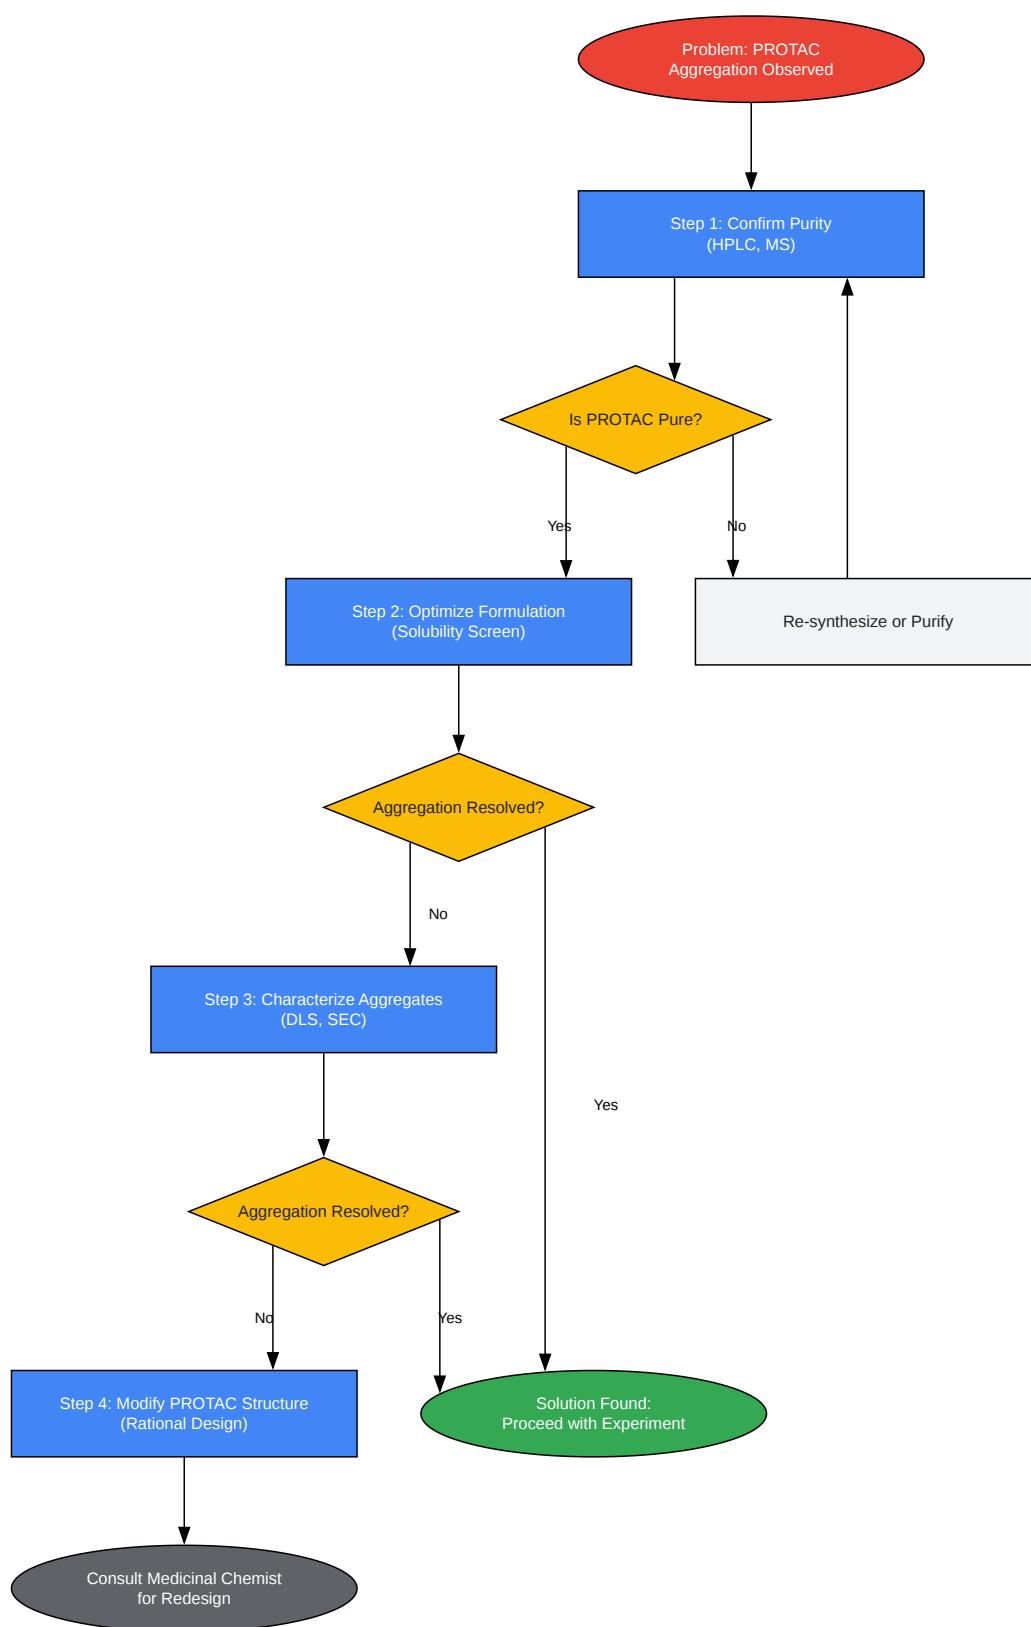 Problem: PROTAC
Aggregation Observed
Step 1: Confirm Purity
(HPLC, MS)
Is PROTAC Pure?
Yes
No
Step 2: Optimize Formulation
(Solubility Screen)
Re-synthesize or Purify
Aggregation Resolved?
No
Step 3: Characterize Aggregates
(DLS, SEC)
Yes
Aggregation Resolved?
No
Yes
Step 4: Modify PROTAC Structure
(Rational Design)
Solution Found:
Proceed with Experiment
Consult Medicinal Chemist
for Redesign